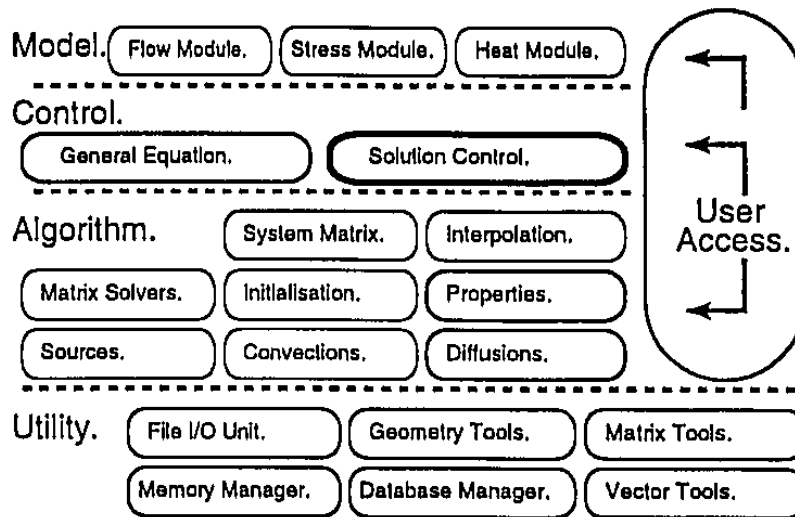 Model. Flow Module. Stress Module. Heat Module.
Control.
General Equation. Solution Control.
User
Access.
Algorithm. System Matrix. Interpolation.
Matrix Solvers. Initialisation. Properties.
Sources. Convections. Diffusions.
Utility. File I/O Unit. Geometry Tools. Matrix Tools.
Memory Manager. Database Manager. Vector Tools.